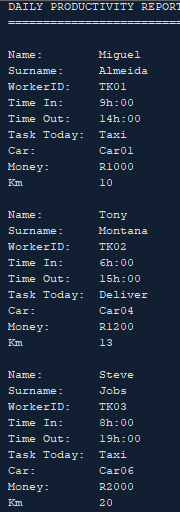 DAILY PRODUCTIVITY REPORT
=========================
Name: Miguel
Surname: Almeida
WorkerID: TK01
Time In: 9h:00
Time Out: 14h:00
Task Today: Taxi
Car: Car01
Money: R1000
Km 10
Name: Tony
Surname: Montana
WorkerID: TK02
Time In: 6h:00
Time Out: 15h:00
Task Today: Deliver
Car: Car04
Money: R1200
Km 13
Name: Steve
Surname: Jobs
WorkerID: TK03
Time In: 8h:00
Time Out: 19h:00
Task Today: Taxi
Car: Car06
Money: R2000
Km 20